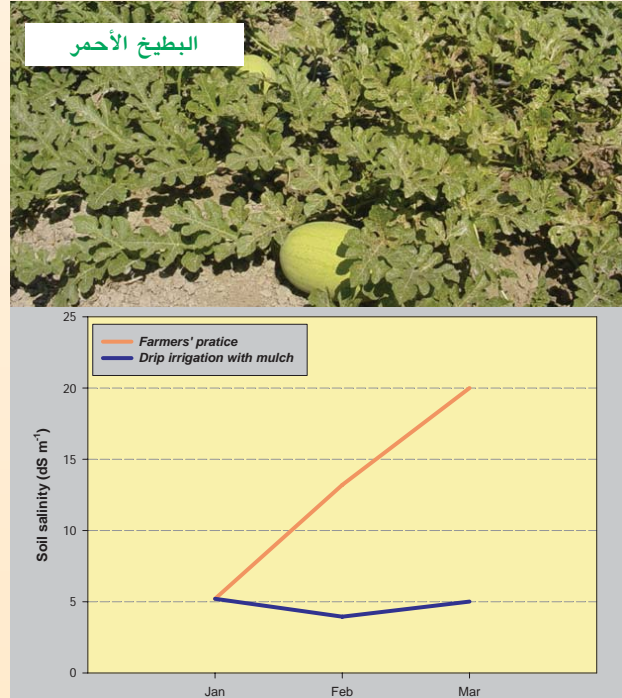 البطيخ الأحمر
25
Farmers' pratice
Drip irrigation with mulch
20
15
10
5
0
Soil salinity (dS m-1)
Jan Feb Mar